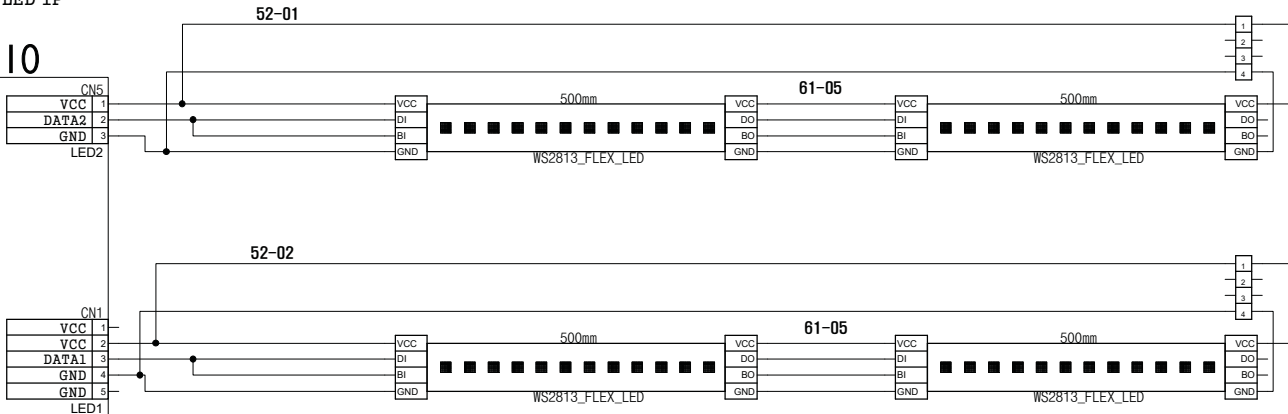 LED 1P
52-01
IO
1
2
3
4
CN5
VCC 1
DATA2 2
GND 3
LED2
VCC
DI
BI
GND
500mm
WS2813_FLEX_LED
VCC
DO
BO
GND
61-05
VCC
DI
BI
GND
500mm
WS2813_FLEX_LED
VCC
DO
BO
GND
52-02
1
2
3
4
CN1
VCC 1
VCC 2
DATA1 3
GND 4
GND 5
LED1
VCC
DI
BI
GND
500mm
WS2813_FLEX_LED
VCC
DO
BO
GND
61-05
VCC
DI
BI
GND
500mm
WS2813_FLEX_LED
VCC
DO
BO
GND